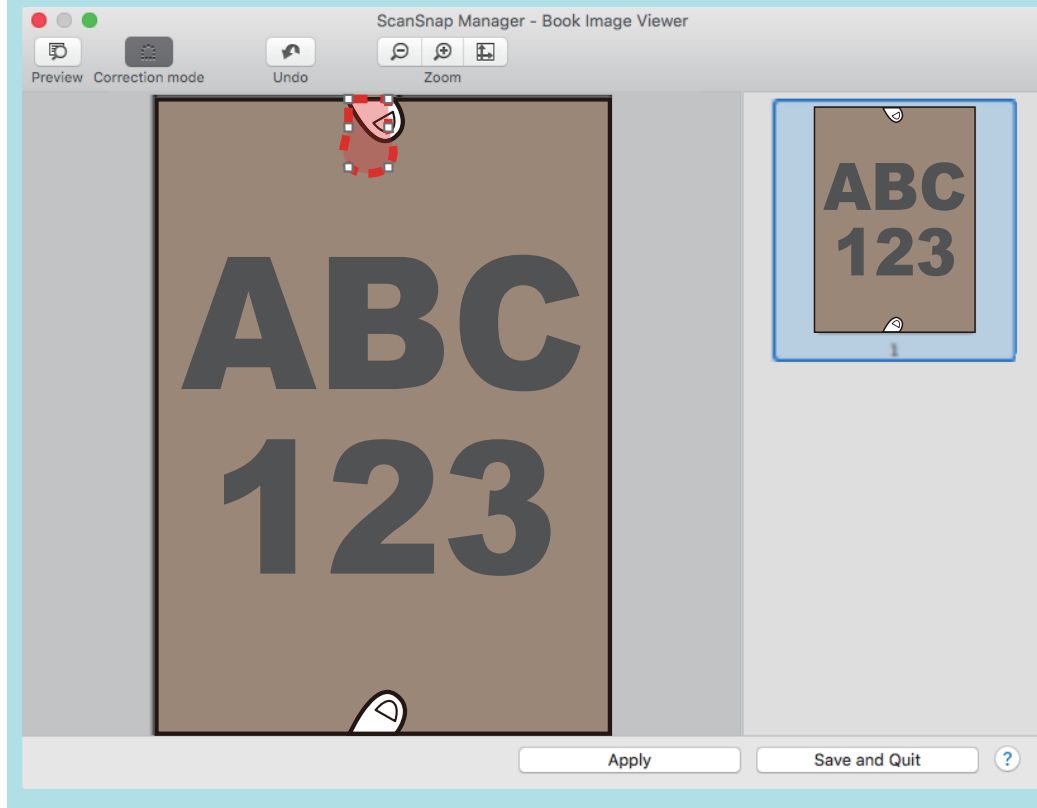 ScanSnap Manager - Book Image Viewer
Preview Correction mode Undo Zoom
ABC
123
ABC
123
1
Apply Save and Quit ?